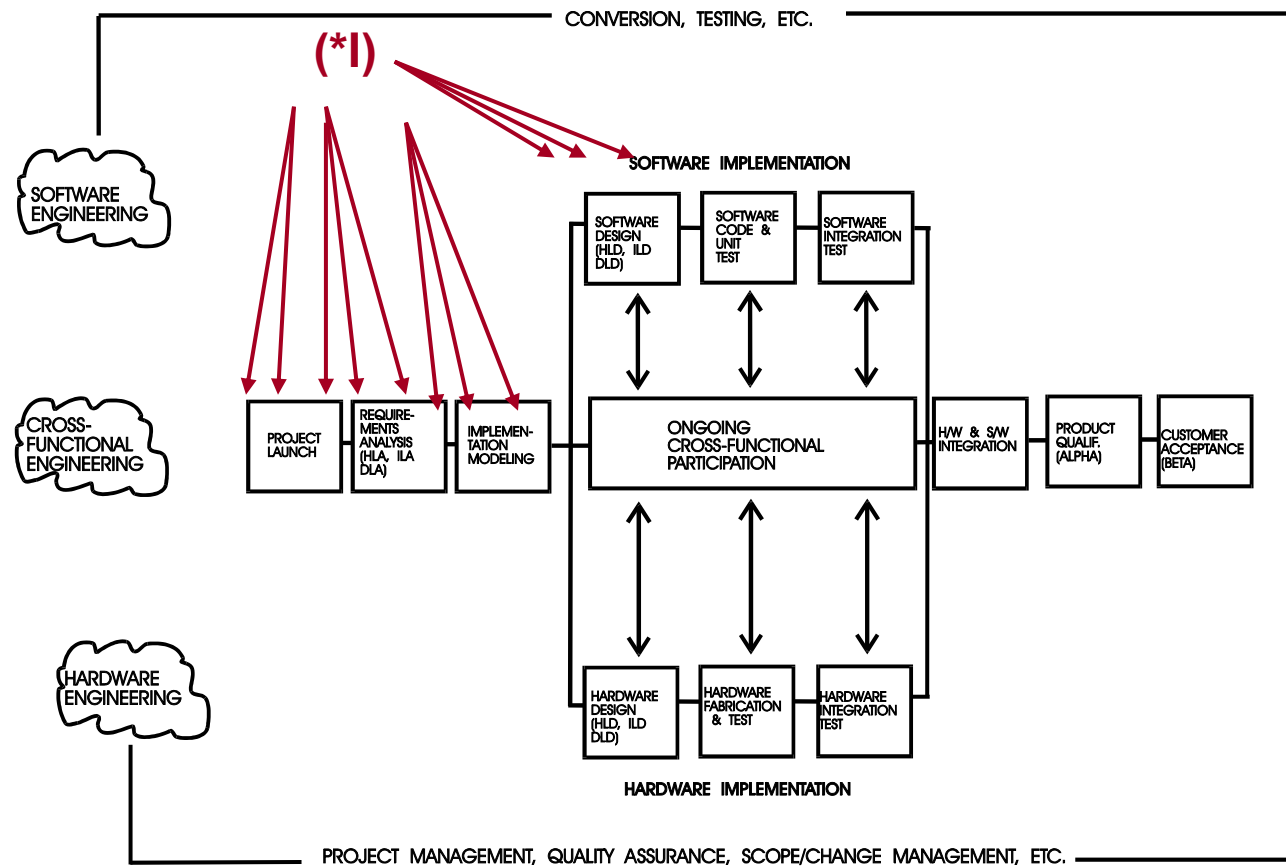 CONVERSION, TESTING, ETC.
(*I)
SOFTWARE IMPLEMENTATION
SOFTWARE
ENGINEERING
SOFTWARE
DESIGN
(HLD, ILD
DLD)
SOFTWARE
CODE &
UNIT
TEST
SOFTWARE
INTEGRATION
TEST
CROSS-
FUNCTIONAL
ENGINEERING
PROJECT
LAUNCH
REQUIRE-
MENTS
ANALYSIS
(HLA, ILA
DLA)
IMPLEMEN-
TATION
MODELING
ONGOING
CROSS-FUNCTIONAL
PARTICIPATION
H/W & S/W
INTEGRATION
PRODUCT
QUALIF.
(ALPHA)
CUSTOMER
ACCEPTANCE
(BETA)
HARDWARE
ENGINEERING
HARDWARE
DESIGN
(HLD, ILD
DLD)
HARDWARE
FABRICATION
& TEST
HARDWARE
INTEGRATION
TEST
HARDWARE IMPLEMENTATION
PROJECT MANAGEMENT, QUALITY ASSURANCE, SCOPE/CHANGE MANAGEMENT, ETC.